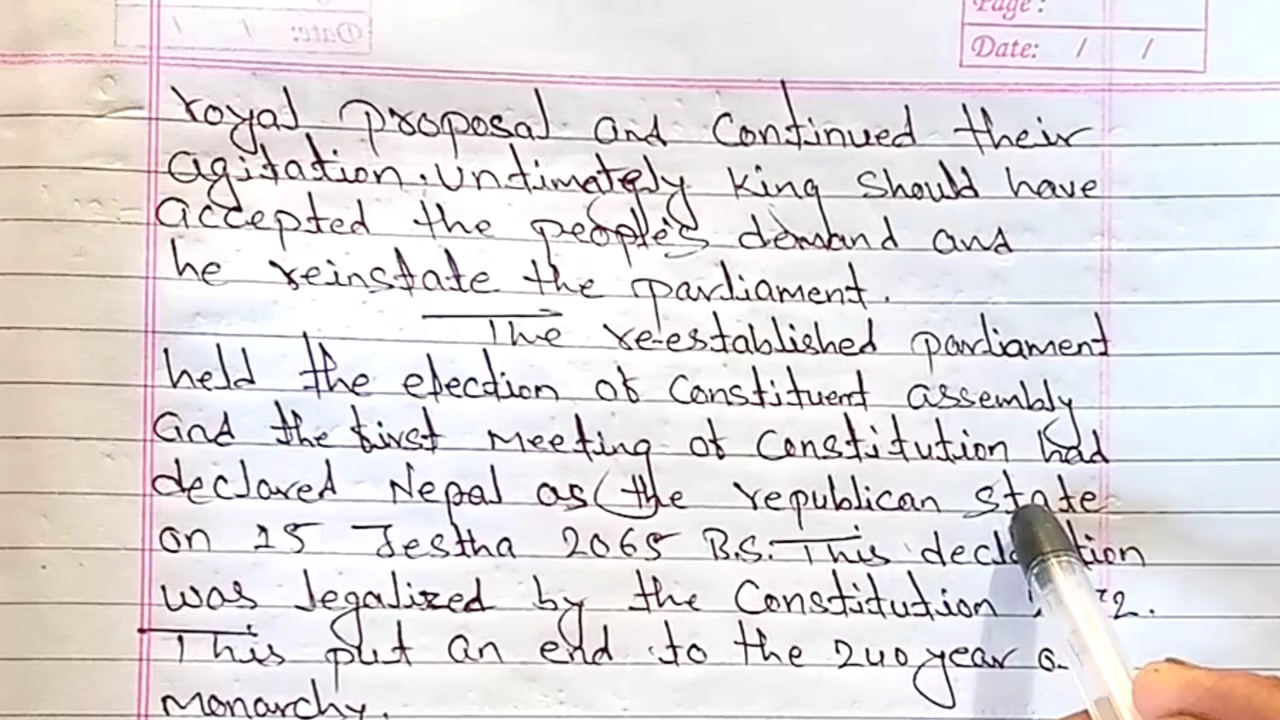 Page:
Date: / /
royal proposal and continued their
agitation. Untimately King should have
accepted the people's demand and
he reinstate the parliament.
The re-established parliament
held the election of constituent assembly
and the first meeting of constitution had
declared Nepal as the republican state
on 15 Jestha 2065 B.S. This
was legalized by the constitution
This put an end to the 240 year
monarchy.